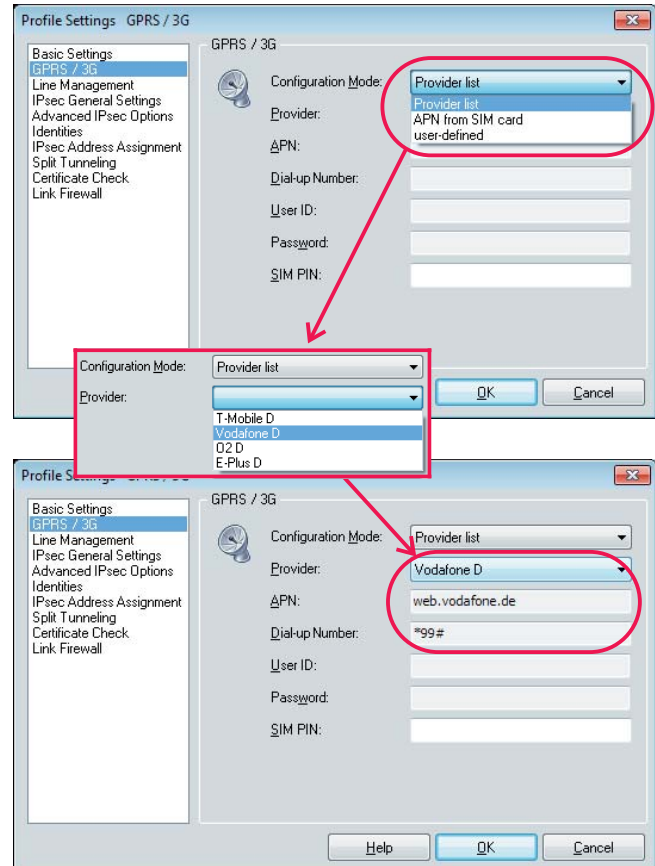 Profile Settings GPRS / 3G
Basic Settings
GPRS / 3G
Line Management
IPsec General Settings
Advanced IPsec Options
Identities
IPsec Address Assignment
Split Tunneling
Certificate Check
Link Firewall
GPRS / 3G
Configuration Mode: Provider list
Provider list
APN from SIM card
user-defined
Provider:
APN:
Dial-up Number:
User ID:
Password:
SIM PIN:
OK Cancel
Configuration Mode: Provider list
Provider:
T-Mobile D
Vodafone D
O2 D
E-Plus D
Profile
Basic Settings
GPRS / 3G
Line Management
IPsec General Settings
Advanced IPsec Options
Identities
IPsec Address Assignment
Split Tunneling
Certificate Check
Link Firewall
GPRS / 3G
Configuration Mode: Provider list
Provider: Vodafone D
APN: web.vodafone.de
Dial-up Number: *99#
User ID:
Password:
SIM PIN:
Help OK Cancel